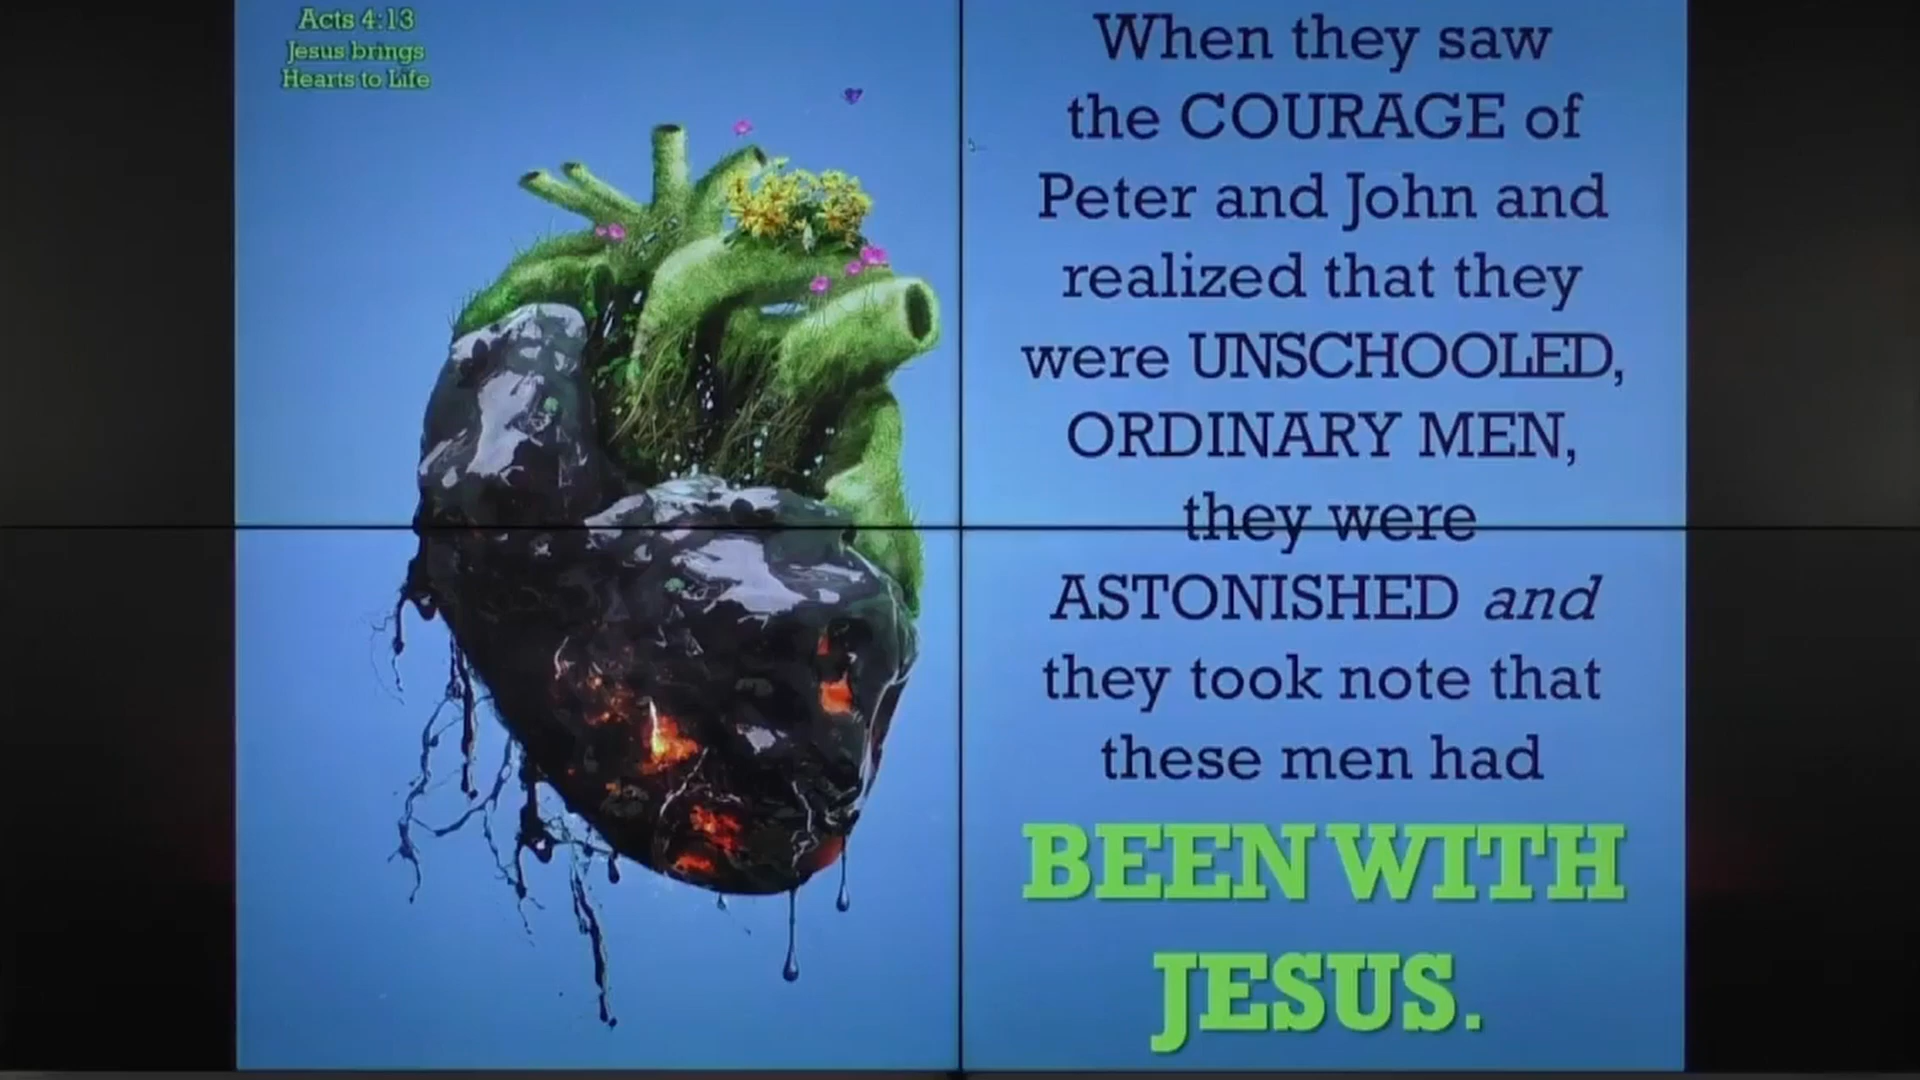 Acts 4:13
Jesus brings
Hearts to Life
When they saw
the COURAGE of
Peter and John and
realized that they
were UNSCHOOLED,
ORDINARY MEN,
they were
ASTONISHED and
they took note that
these men had
BEEN WITH
JESUS.